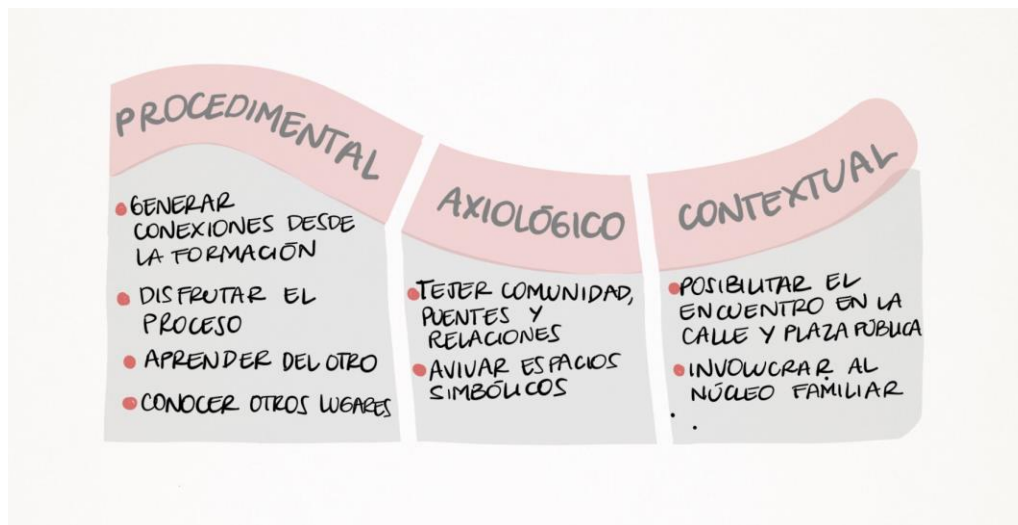 PROCEDIMENTAL
GENERAR
CONEXIONES DESDE
LA FORMACIÓN
DISFRUTAR EL
PROCESO
APRENDER DEL OTRO
CONOCER OTROS LUGARES
AXIOLÓGICO
TEJER COMUNIDAD,
PUENTES Y
RELACIONES
AVIVAR ESPACIOS
SIMBÓLICOS
CONTEXTUAL
POSIBILITAR EL
ENCUENTRO EN LA
CALLE Y PLAZA PÚBLICA
INVOLUCRAR AL
NÚCLEO FAMILIAR